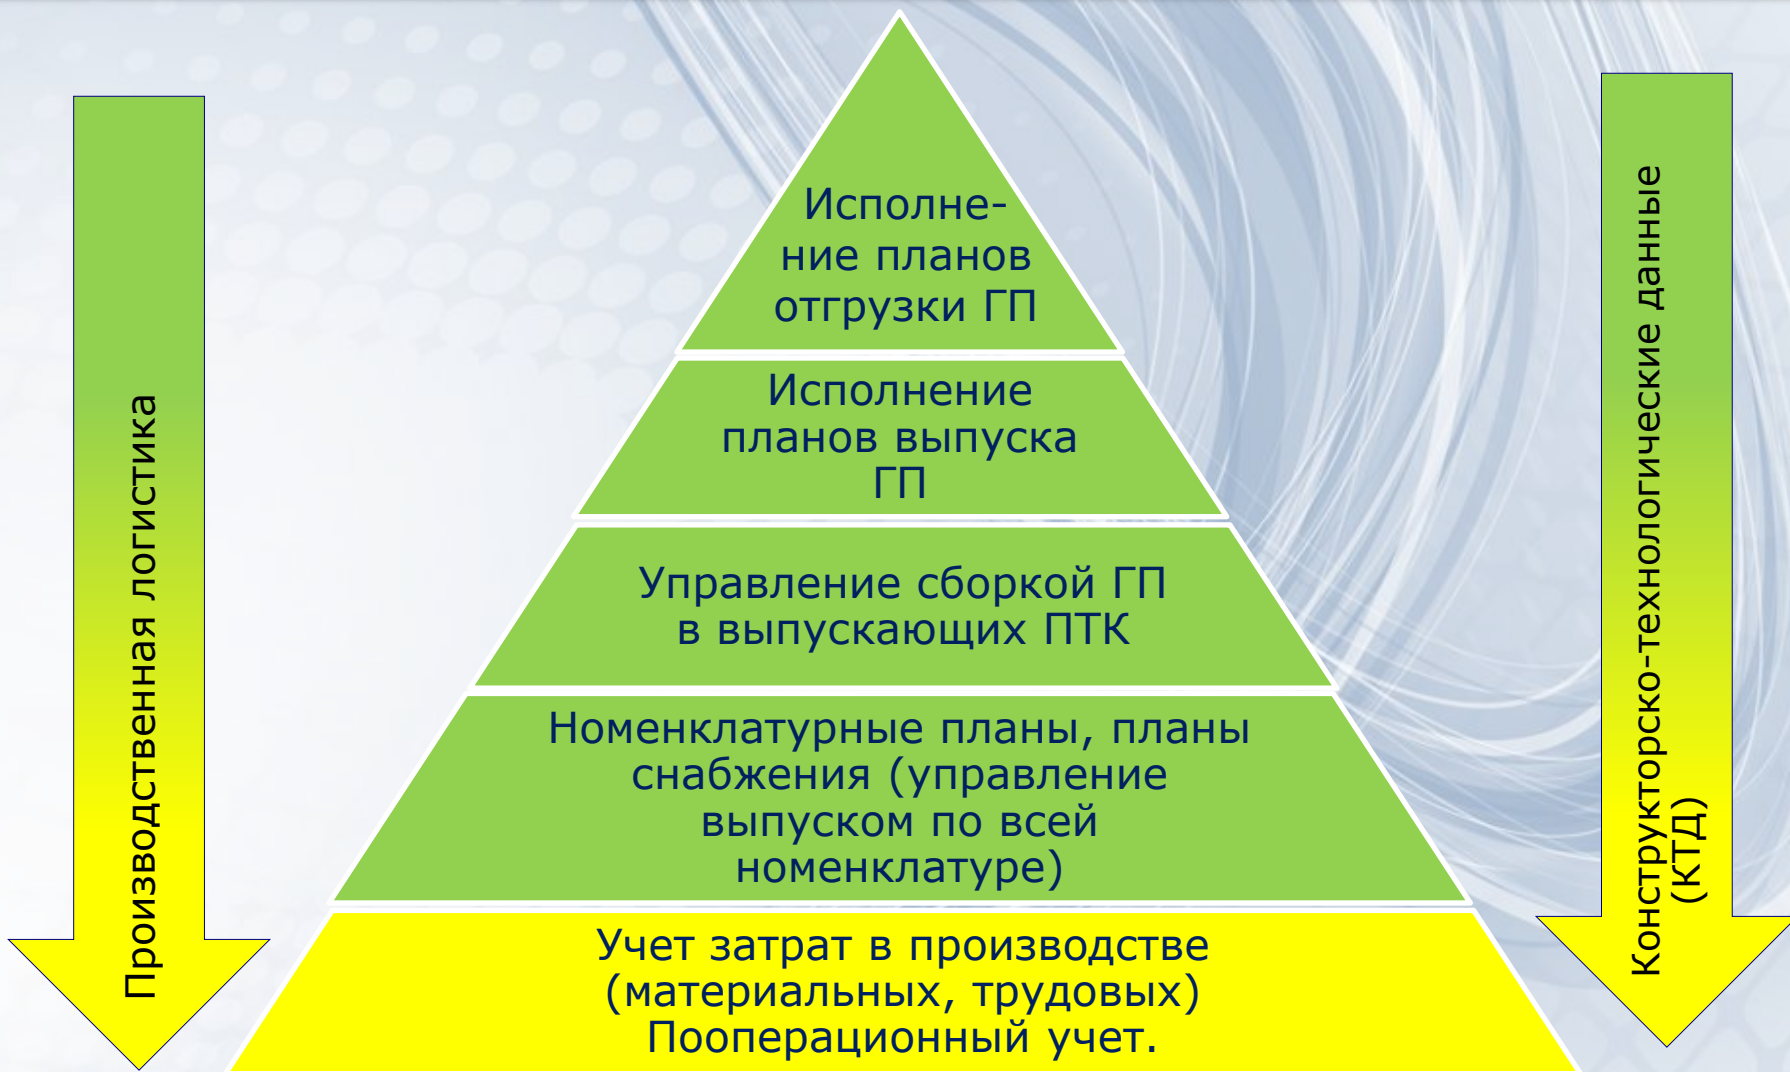 Производственная логистика
Исполне-
ние планов
отгрузки ГП
Исполнение
планов выпуска
ГП
Управление сборкой ГП
в выпускающих ПТК
Номенклатурные планы, планы
снабжения (управление
выпуском по всей
номенклатуре)
Учет затрат в производстве
(материальных, трудовых)
Пооперационный учет.
Конструкторско-технологические данные
(КТД)